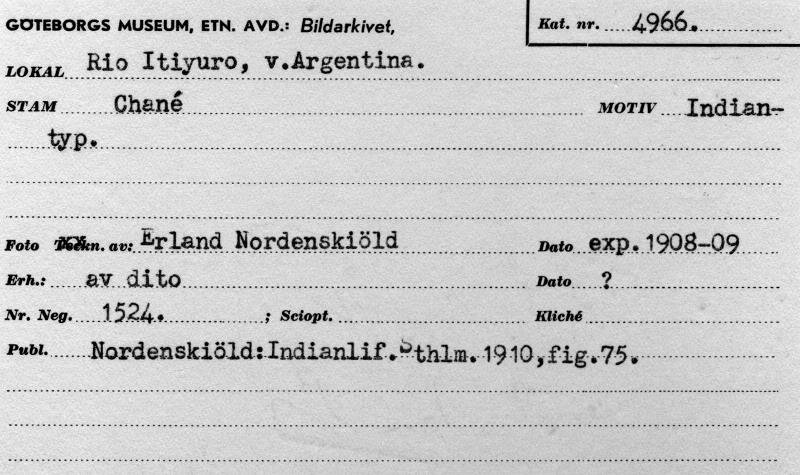 GÖTEBORGS MUSEUM, ETN. AVD.: Bildarkivet,
Kat. nr. 4966.
LOKAL Rio Itiyuro, v.Argentina.
STAM Chané MOTIV Indian-
typ.
Foto Teckn. av: Erland Nordenskiöld Dato exp.1908-09
Erh.: av dito Dato ?
Nr. Neg. 1524. ; Sciopt. Kliché
Publ. Nordenskiöld:Indianlif.Sthlm.1910,fig.75.